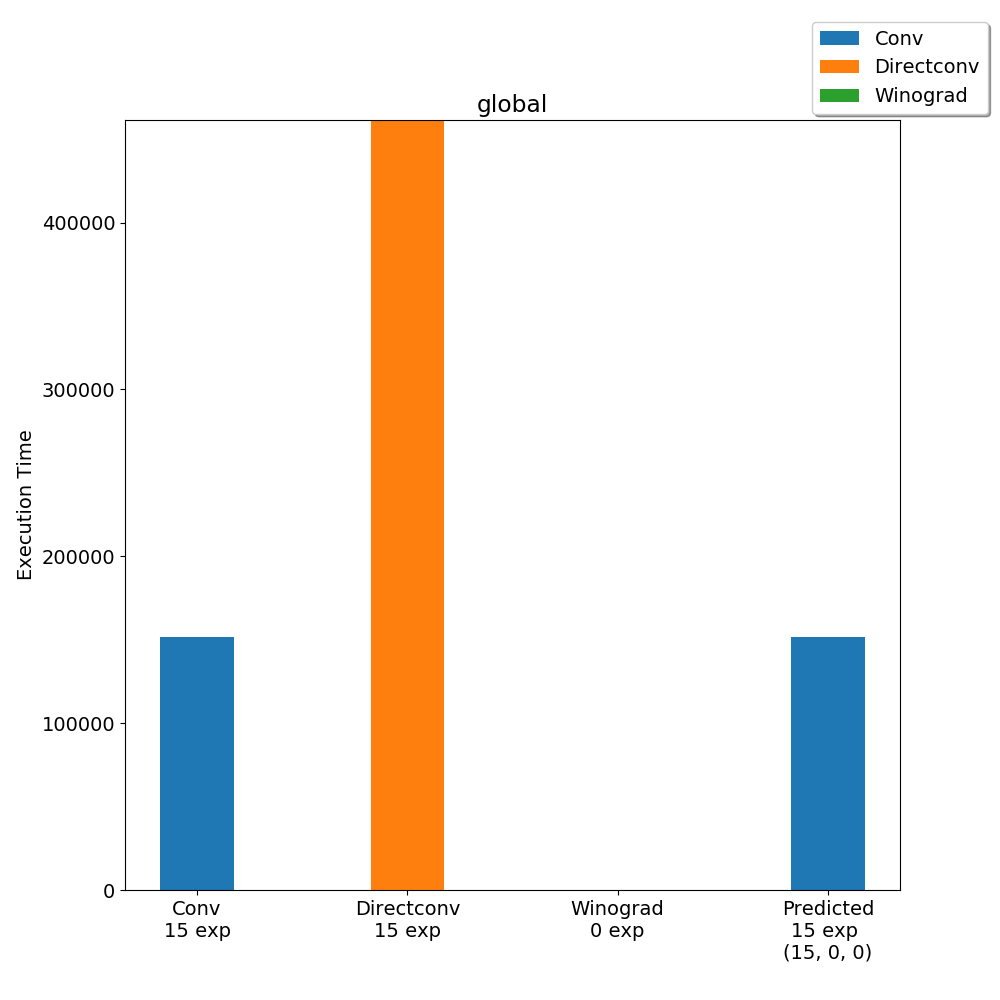 Conv
Directconv
Winograd
global
400000
300000
200000
100000
0
Execution Time
Conv
15 exp
Directconv
15 exp
Winograd
0 exp
Predicted
15 exp
(15, 0, 0)